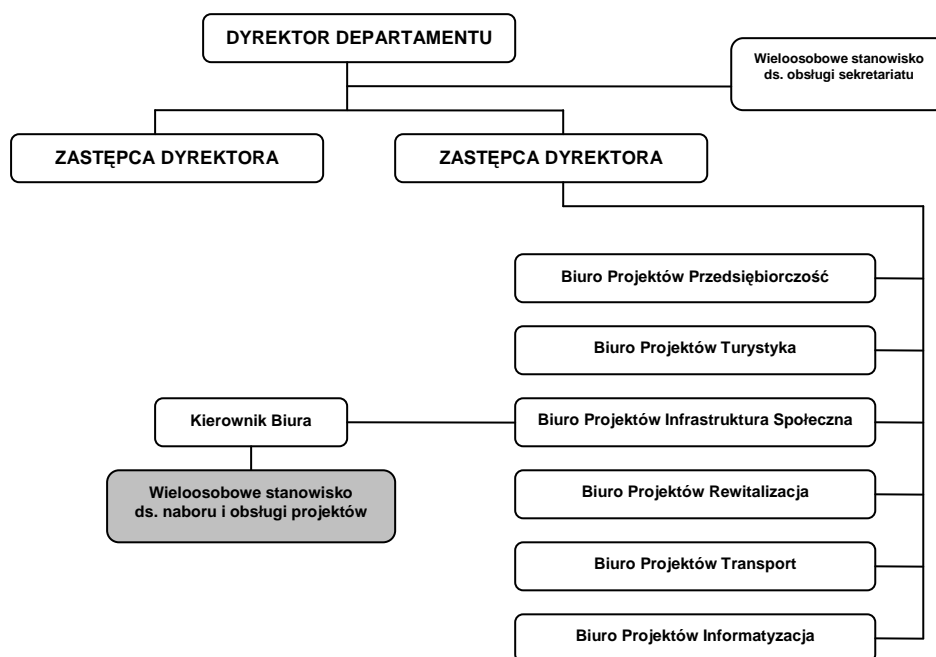 DYREKTOR DEPARTAMENTU
Wieloosobowe stanowisko
ds. obsługi sekretariatu
ZASTĘPCA DYREKTORA
ZASTĘPCA DYREKTORA
Biuro Projektów Przedsiębiorczość
Biuro Projektów Turystyka
Kierownik Biura
Biuro Projektów Infrastruktura Społeczna
Wieloosobowe stanowisko
ds. naboru i obsługi projektów
Biuro Projektów Rewitalizacja
Biuro Projektów Transport
Biuro Projektów Informatyzacja